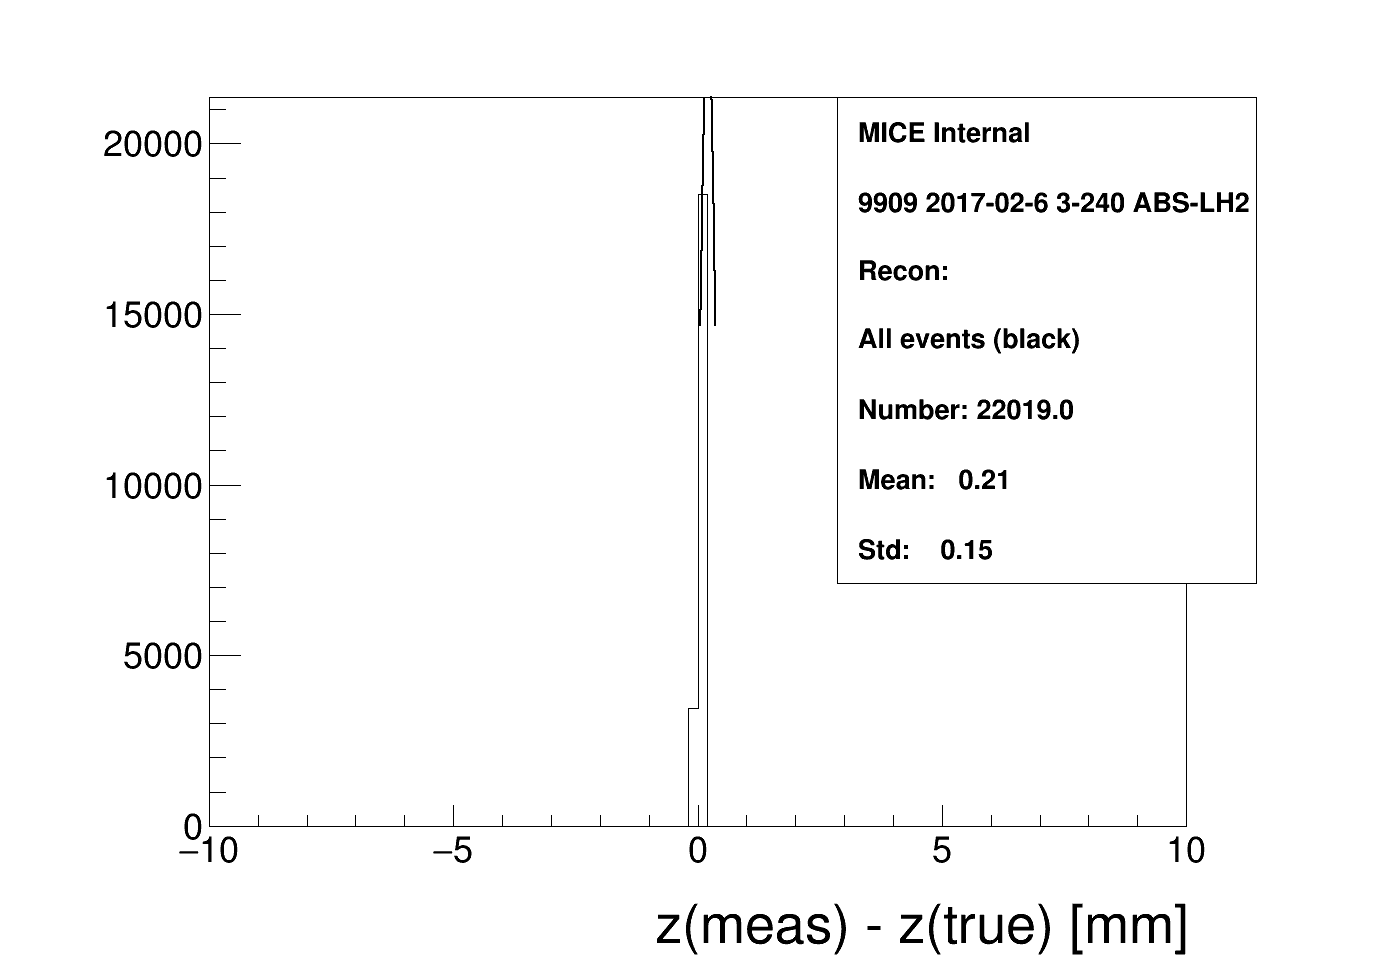 MICE Internal
9909 2017-02-6 3-240 ABS-LH2
Recon:
All events (black)
Number: 22019.0
Mean: 0.21
Std: 0.15
20000
15000
10000
5000
0
−10 −5 0 5 10
z(meas) - z(true) [mm]